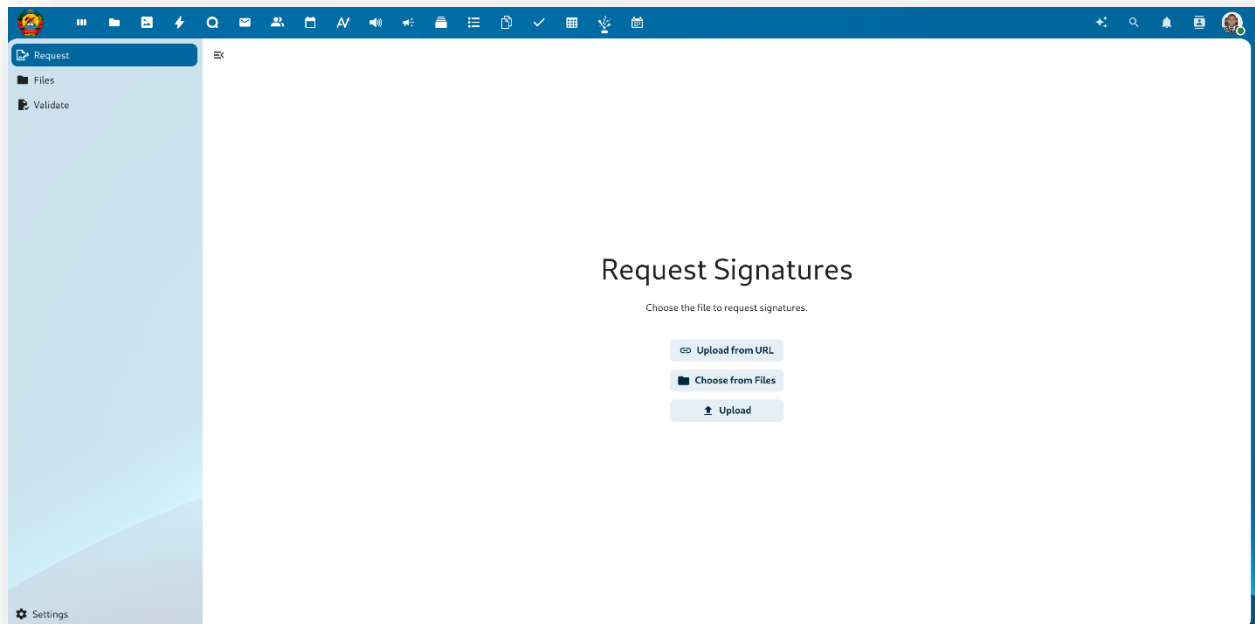 Request
Files
Validate
Request Signatures
Choose the file to request signatures.
Upload from URL
Choose from Files
Upload
Settings